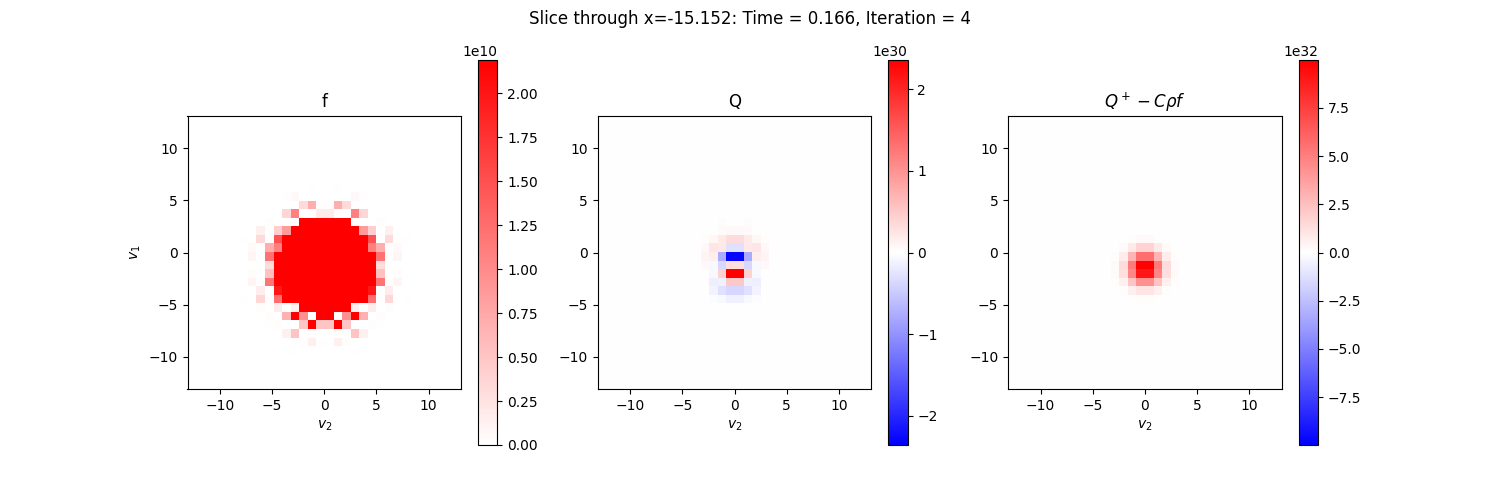 Slice through x=-15.152: Time = 0.166, Iteration = 4
f
1e10
2.00
1.75
1.50
1.25
1.00
0.75
0.50
0.25
0.00
10
5
0
−5
−10
v₁
−10 −5 0 5 10
v₂
Q
1e30
2
1
0
−1
−2
10
5
0
−5
−10
−10 −5 0 5 10
v₂
Q⁺ − Cρf
1e32
7.5
5.0
2.5
0.0
−2.5
−5.0
−7.5
10
5
0
−5
−10
−10 −5 0 5 10
v₂